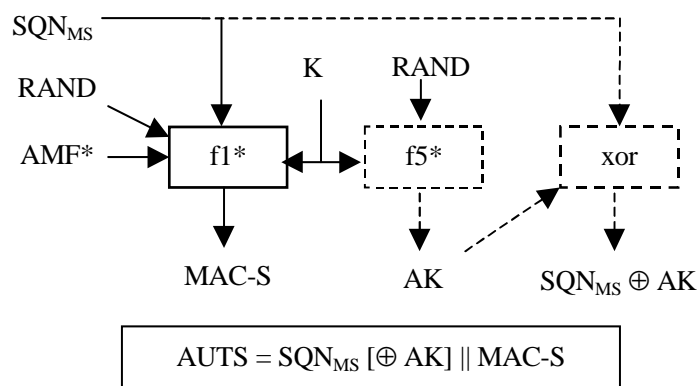 SQN_MS
K
RAND
RAND
AMF*
f1*
f5*
xor
MAC-S
AK
SQN_MS ⊕ AK
AUTS = SQN_MS [⊕ AK] || MAC-S